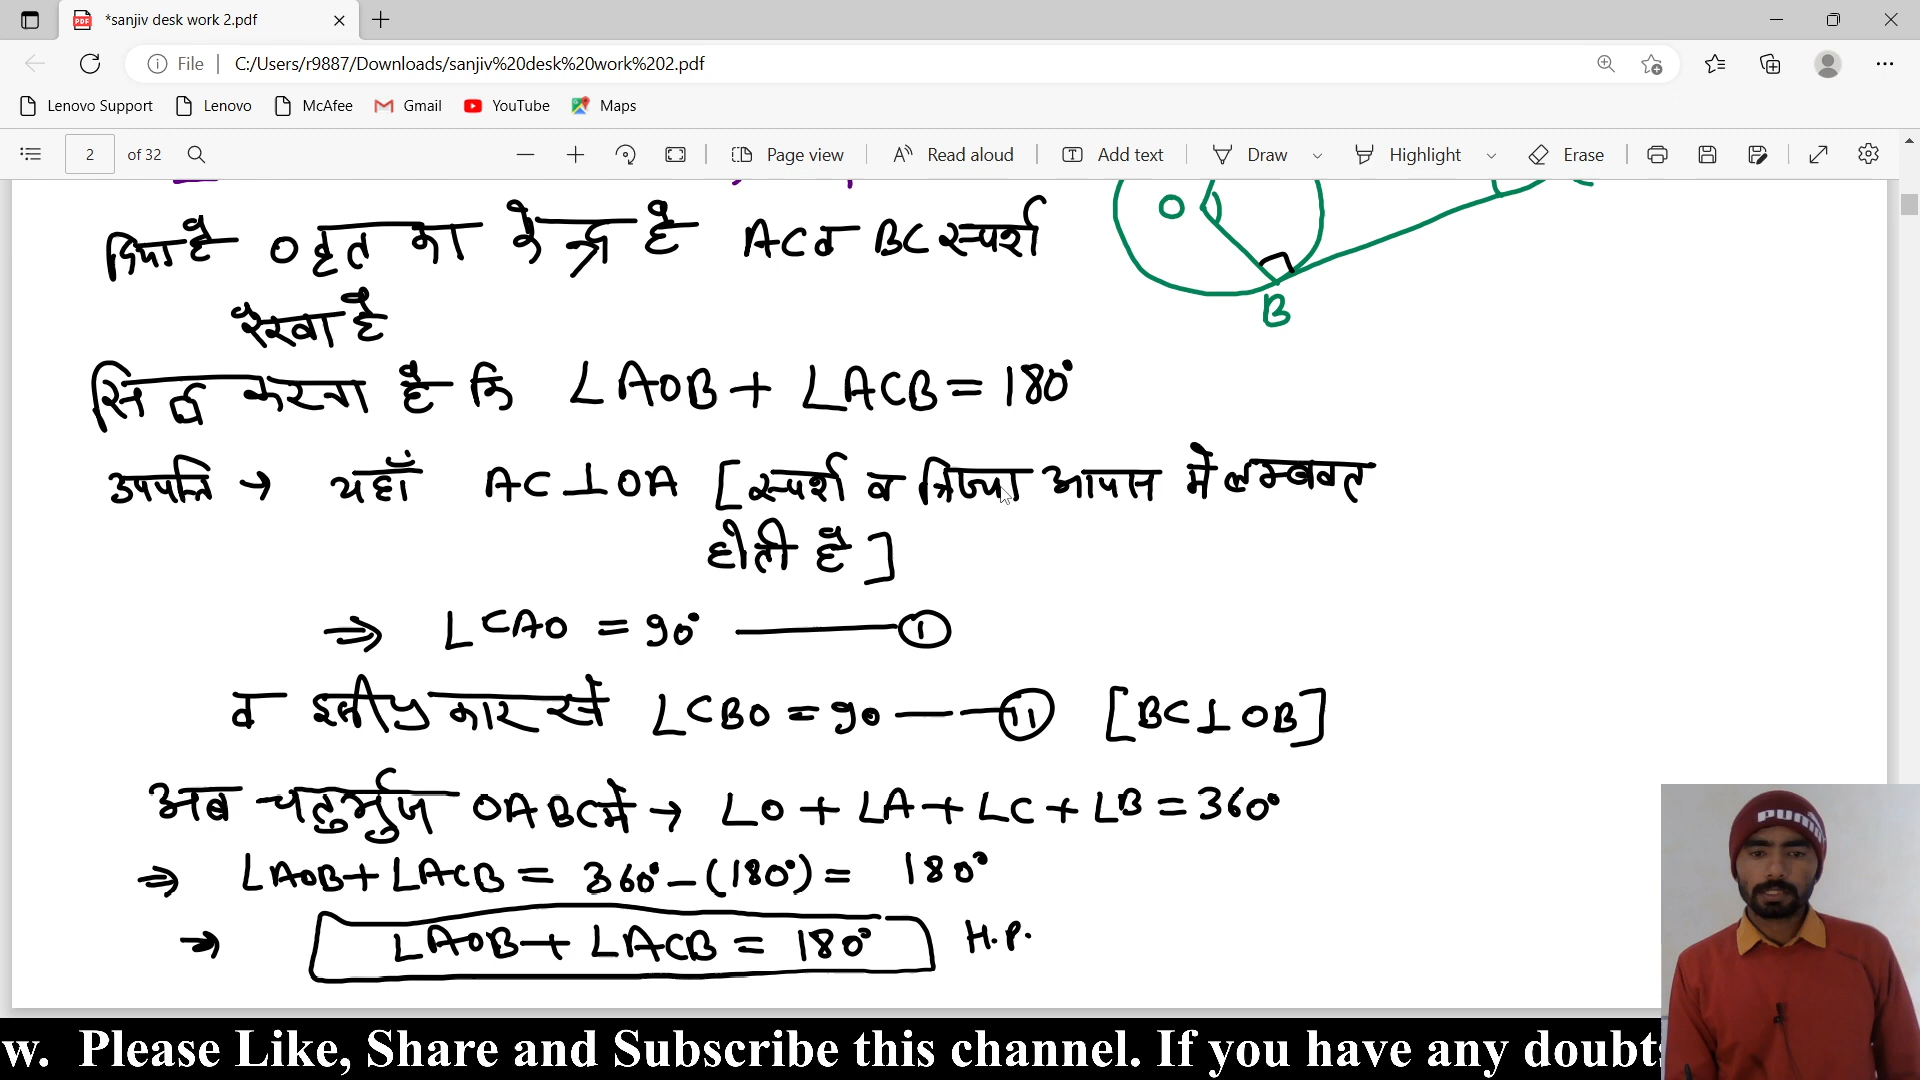 *sanjiv desk work 2.pdf
File C:/Users/r9887/Downloads/sanjiv%20desk%20work%202.pdf
Lenovo Support Lenovo McAfee Gmail YouTube Maps
2 of 32 Page view Read aloud Add text Draw Highlight Erase
O
दिया है O वृत का केन्द्र है AC व BC स्पर्श
रेखा है
B
सिद्ध करना है कि ∠AOB + ∠ACB = 180°
उपपत्ति → यहाँ AC ⊥ OA [स्पर्श व त्रिज्या आपस मे लम्बवत
होती है ]
⇒ ∠CAO = 90° — ①
व इसी प्रकार से ∠CBO = 90 — ⑪ [BC ⊥ OB]
अब चतुर्भुज OABC मे → ∠O + ∠A + ∠C + ∠B = 360°
⇒ ∠AOB + ∠ACB = 360° - (180°) = 180°
→ ∠AOB + ∠ACB = 180° H.P.
PUMA
w. Please Like, Share and Subscribe this channel. If you have any doubts